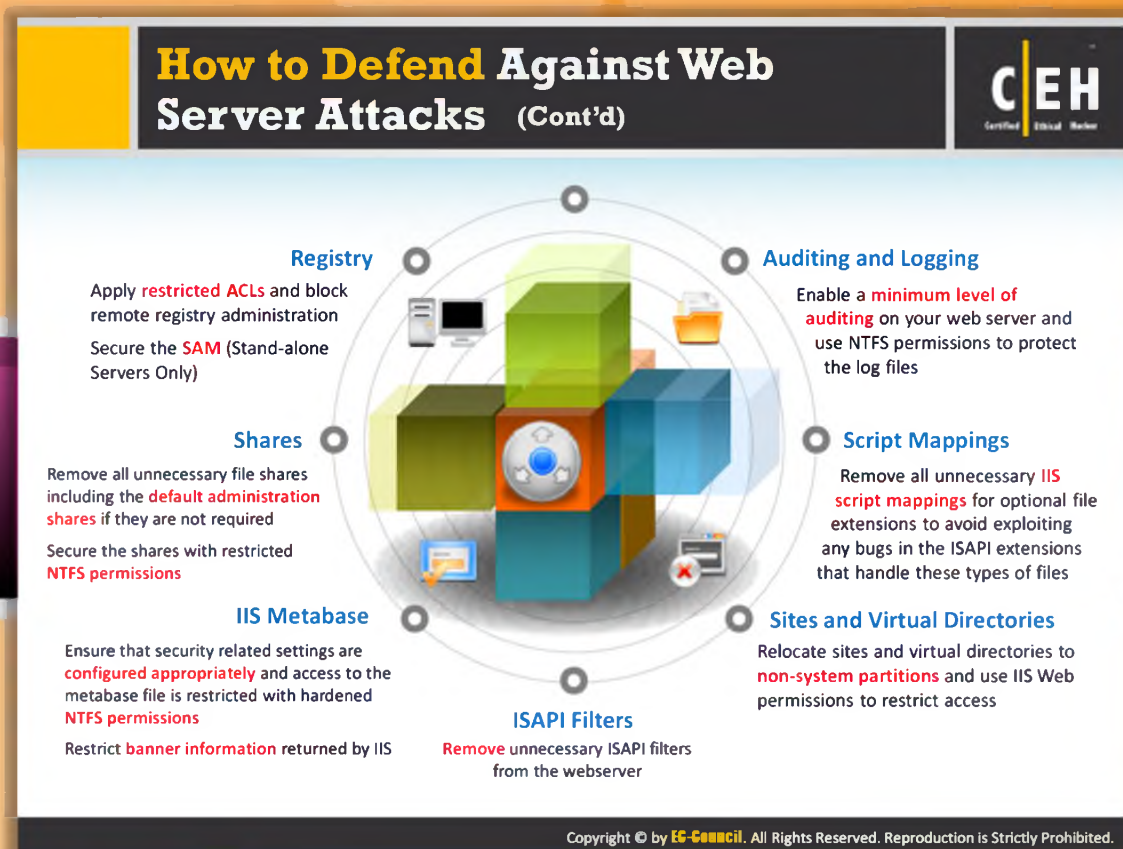 How to Defend Against Web
Server Attacks (Cont'd)
CEH
Certified Ethical Hacker
Registry
Apply restricted ACLs and block
remote registry administration
Secure the SAM (Stand-alone
Servers Only)
Shares
Remove all unnecessary file shares
including the default administration
shares if they are not required
Secure the shares with restricted
NTFS permissions
IIS Metabase
Ensure that security related settings are
configured appropriately and access to the
metabase file is restricted with hardened
NTFS permissions
Restrict banner information returned by IIS
ISAPI Filters
Remove unnecessary ISAPI filters
from the webserver
Auditing and Logging
Enable a minimum level of
auditing on your web server and
use NTFS permissions to protect
the log files
Script Mappings
Remove all unnecessary IIS
script mappings for optional file
extensions to avoid exploiting
any bugs in the ISAPI extensions
that handle these types of files
Sites and Virtual Directories
Relocate sites and virtual directories to
non-system partitions and use IIS Web
permissions to restrict access
Copyright © by EC-Council. All Rights Reserved. Reproduction is Strictly Prohibited.